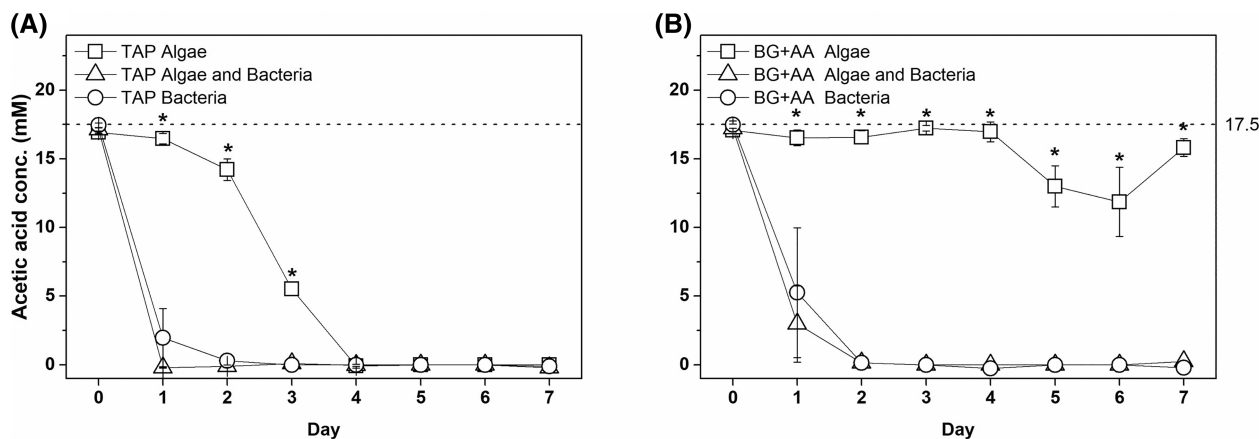 (A)
TAP Algae
TAP Algae and Bacteria
TAP Bacteria
Acetic acid conc. (mM)
20
15
10
5
0
*
*
*
0 1 2 3 4 5 6 7
Day
(B)
BG+AA Algae
BG+AA Algae and Bacteria
BG+AA Bacteria
20
15
10
5
0
* * * * * * *
17.5
0 1 2 3 4 5 6 7
Day